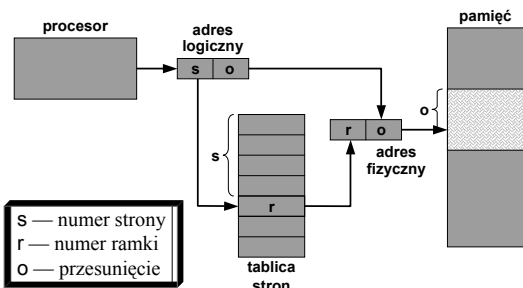 procesor
adres
logiczny
pamięć
s o
o
r o
s
adres
fizyczny
r
s — numer strony
r — numer ramki
o — przesunięcie
tablica
stron